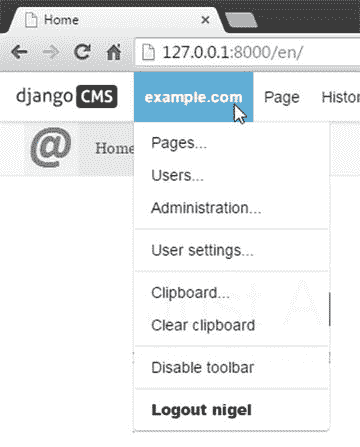 Home
127.0.0.1:8000/en/
django CMS example.com Page Histor
@ Home
Pages...
Users...
Administration...
User settings...
Clipboard...
Clear clipboard
Disable toolbar
Logout nigel